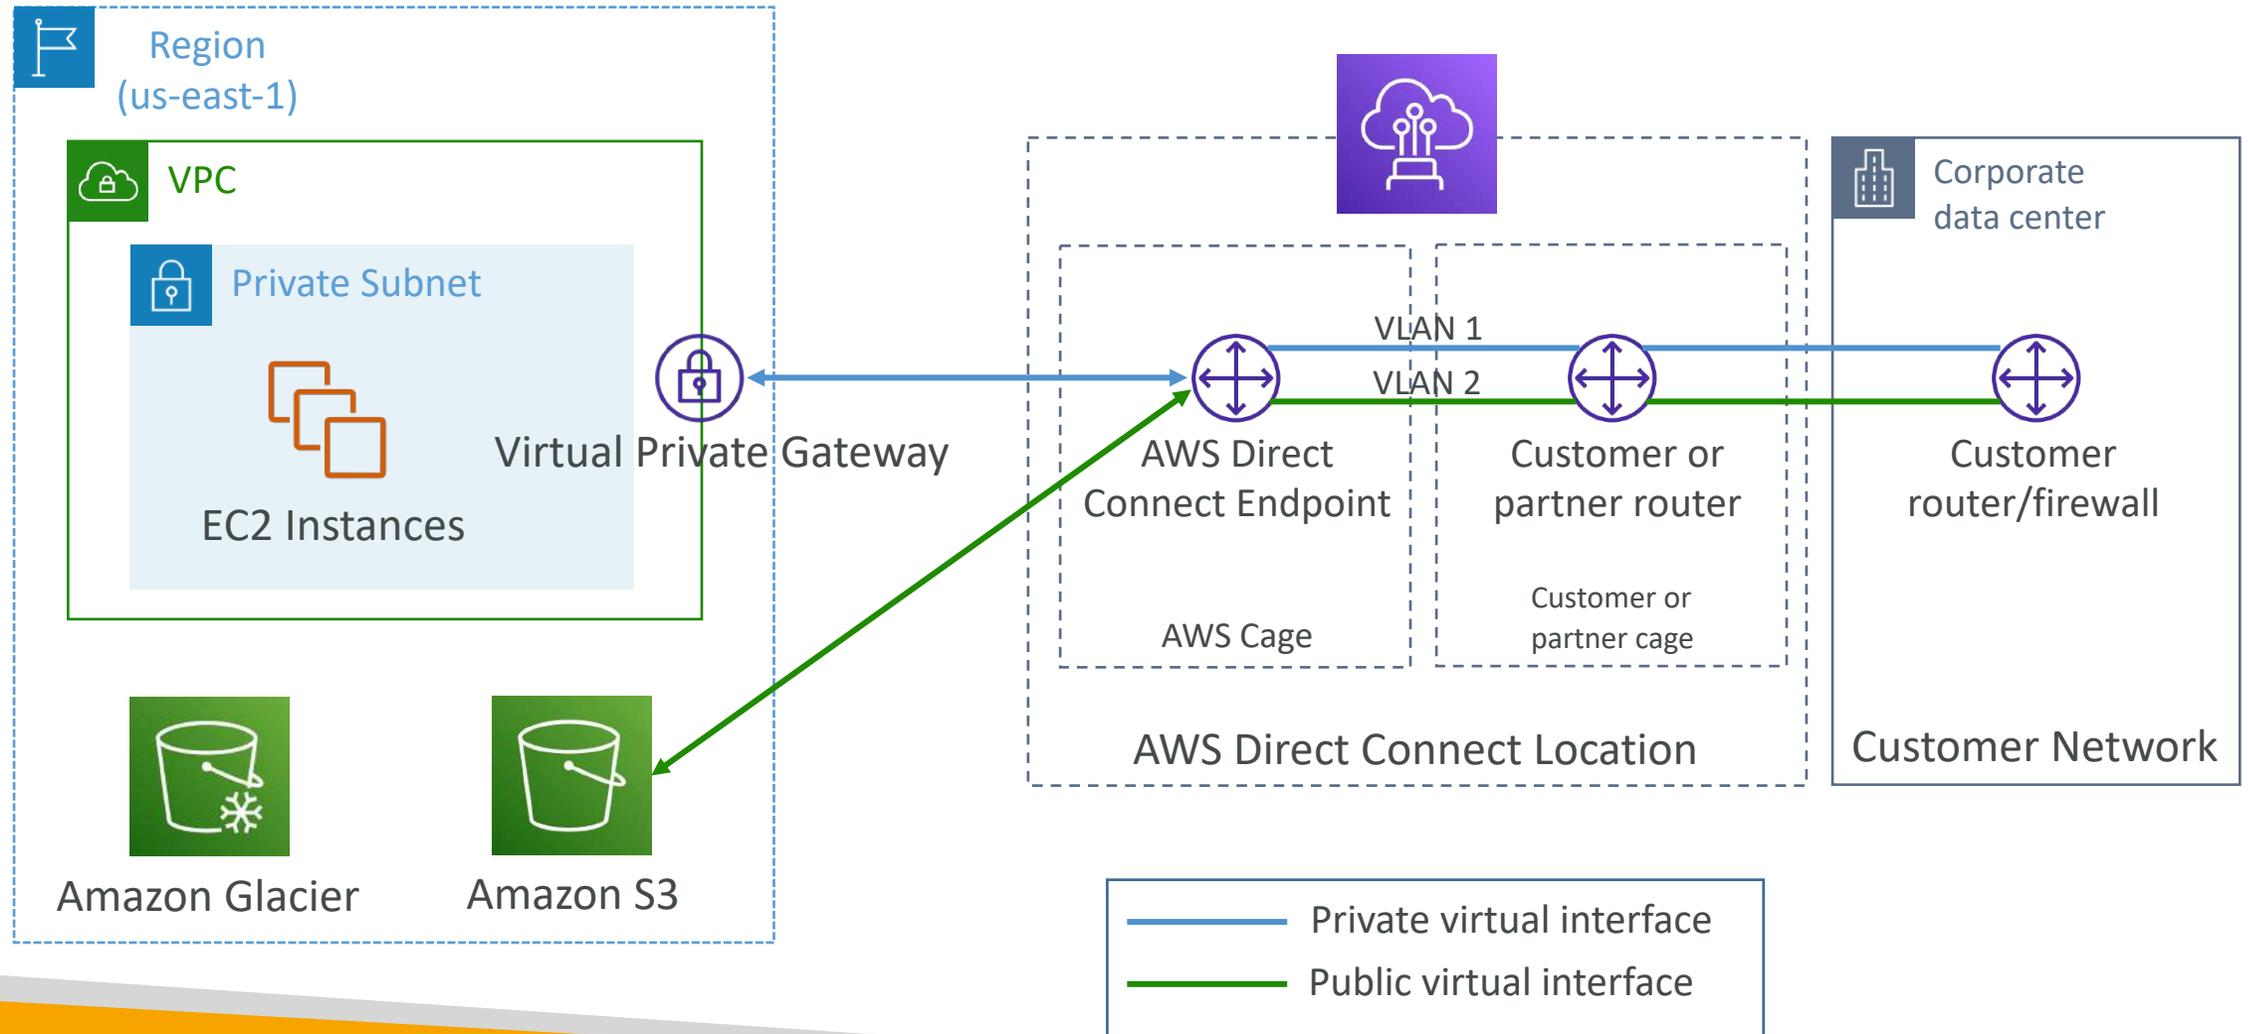 Region
(us-east-1)
VPC
Private Subnet
EC2 Instances
Virtual Private Gateway
Amazon Glacier
Amazon S3
VLAN 1
VLAN 2
AWS Direct
Connect Endpoint
AWS Cage
Customer or
partner router
Customer or
partner cage
AWS Direct Connect Location
Corporate
data center
Customer
router/firewall
Customer Network
Private virtual interface
Public virtual interface